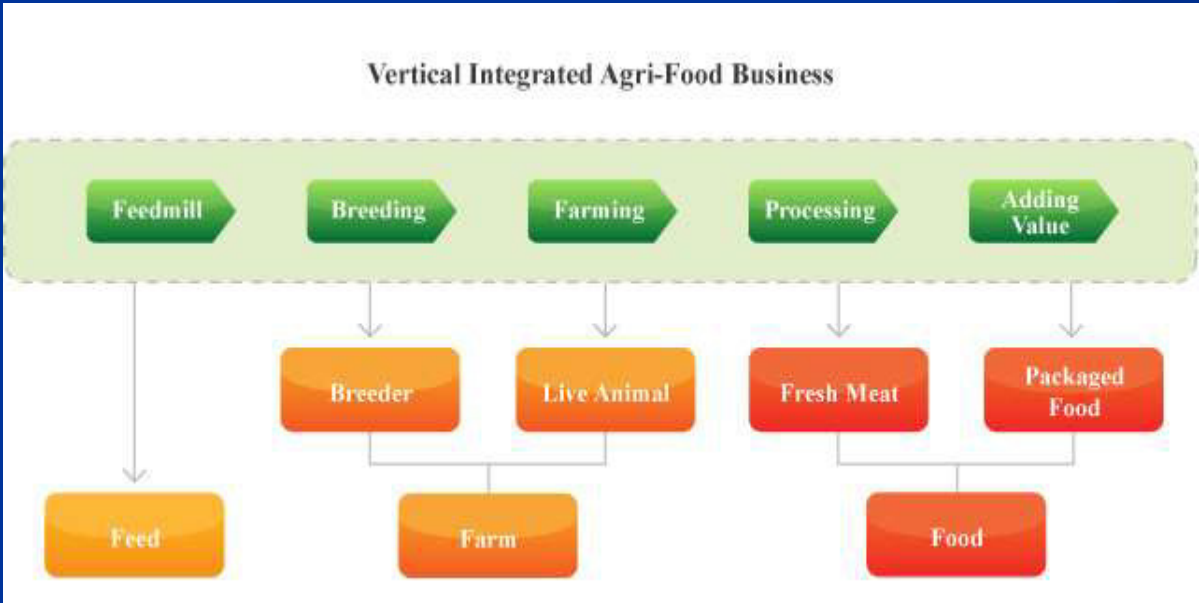 Vertical Integrated Agri-Food Business
Feedmill
Breeding
Farming
Processing
Adding
Value
Breeder
Live Animal
Fresh Meat
Packaged
Food
Feed
Farm
Food